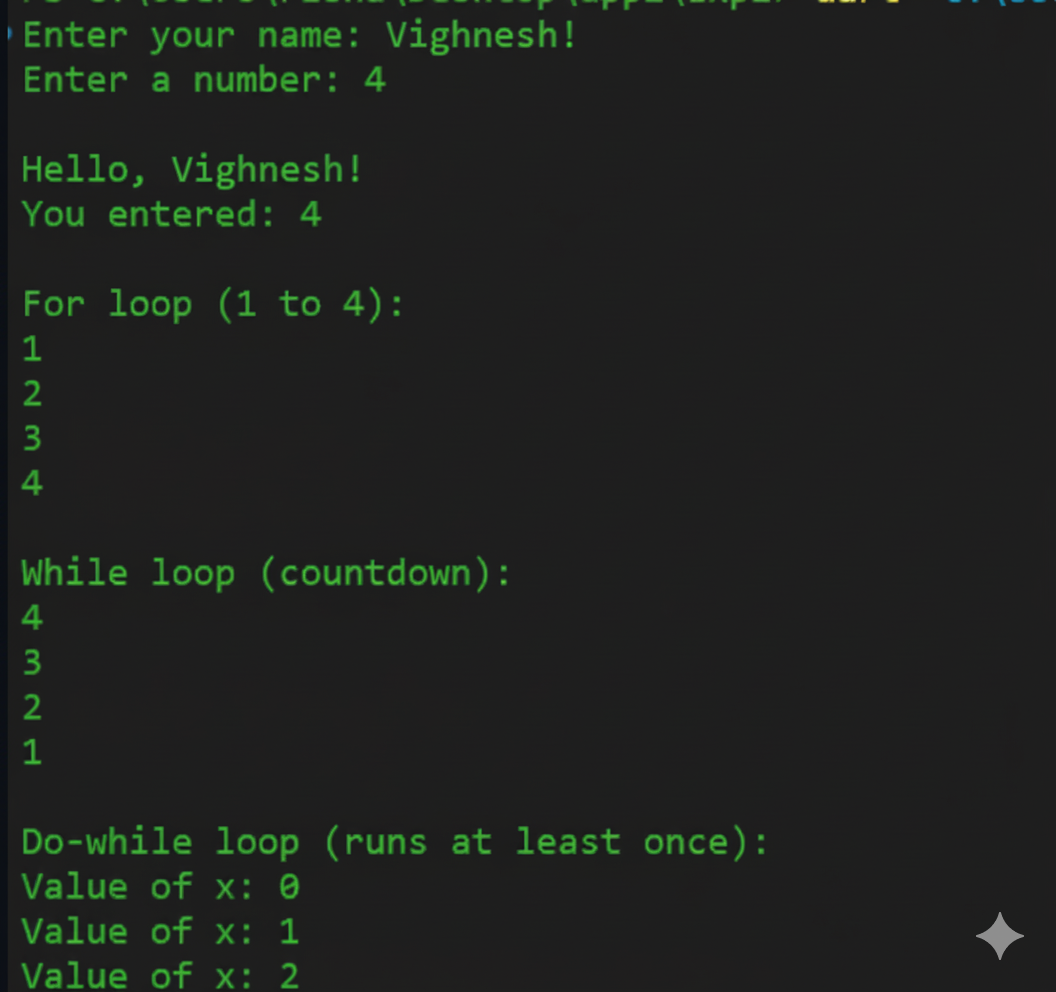 Enter your name: Vighnesh!
Enter a number: 4
Hello, Vighnesh!
You entered: 4
For loop (1 to 4):
1
2
3
4
While loop (countdown):
4
3
2
1
Do-while loop (runs at least once):
Value of x: 0
Value of x: 1
Value of x: 2